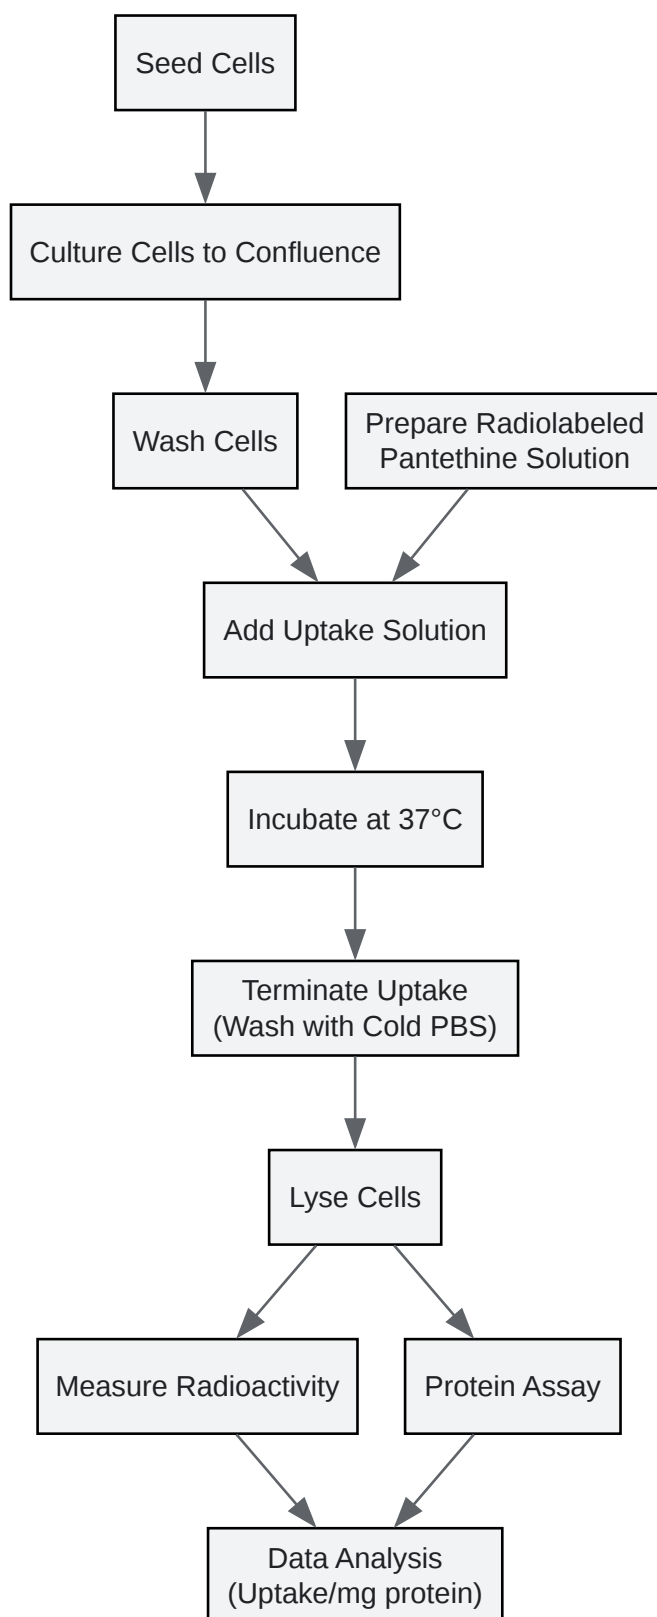 Seed Cells
Culture Cells to Confluence
Wash Cells
Prepare Radiolabeled
Pantethine Solution
Add Uptake Solution
Incubate at 37°C
Terminate Uptake
(Wash with Cold PBS)
Lyse Cells
Measure Radioactivity
Protein Assay
Data Analysis
(Uptake/mg protein)